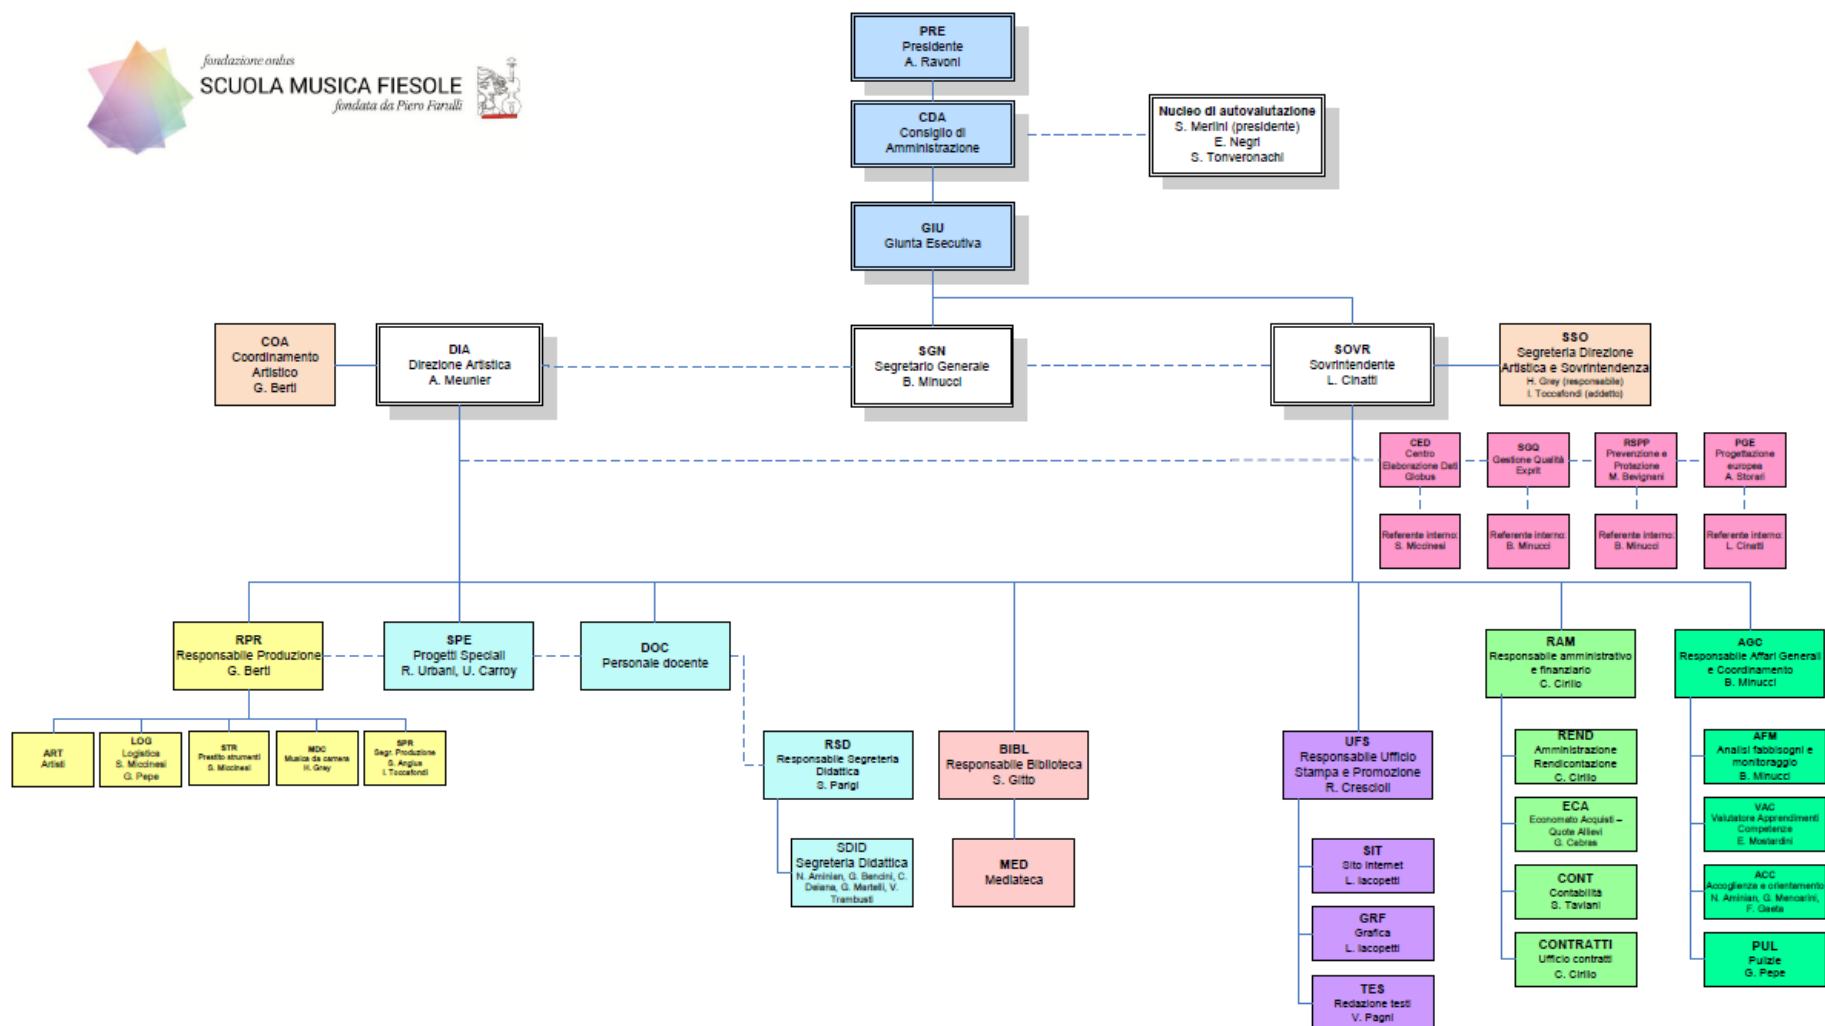 fondazione onlus
SCUOLA MUSICA FIESOLE
fondata da Piero Farulli
PRE
Presidente
A. Ravoni
CDA
Consiglio di
Amministrazione
Nucleo di autovalutazione
S. Merlini (presidente)
E. Negri
S. Tonveronachi
GIU
Giunta Esecutiva
COA
Coordinamento
Artistico
G. Berti
DIA
Direzione Artistica
A. Meunier
SGN
Segretario Generale
B. Minucci
SOVR
Sovrintendente
L. Cinatti
SSO
Segreteria Direzione
Artistica e Sovrintendenza
H. Grey (responsabile)
I. Toccafondi (addetto)
CED
Centro
Elaborazione Dati
Globus
SGQ
Gestione Qualità
Exprit
RSPP
Prevenzione e
Protezione
M. Bevignani
PGE
Progettazione
europea
A. Storari
Referente interno:
S. Miccinesi
Referente interno:
B. Minucci
Referente interno:
B. Minucci
Referente interno:
L. Cinatti
RPR
Responsabile Produzione
G. Berti
SPE
Progetti Speciali
R. Urbani, U. Carroy
DOC
Personale docente
RAM
Responsabile amministrativo
e finanziario
C. Cirillo
AGC
Responsabile Affari Generali
e Coordinamento
B. Minucci
ART
Artisti
LOG
Logistica
S. Miccinesi
G. Pepe
STR
Prestito strumenti
S. Miccinesi
MDC
Musica da camera
H. Grey
SPR
Segr. Produzione
S. Angius
I. Toccafondi
RSD
Responsabile Segreteria
Didattica
S. Parigi
BIBL
Responsabile Biblioteca
S. Gitto
UFS
Responsabile Ufficio
Stampa e Promozione
R. Crescioli
REND
Amministrazione
Rendicontazione
C. Cirillo
AFM
Analisi fabbisogni e
monitoraggio
B. Minucci
ECA
Economato Acquisti –
Quote Allievi
G. Cabras
VAC
Valutatore Apprendimenti
Competenze
E. Mostardini
SDID
Segreteria Didattica
N. Aminian, G. Bencini, C.
Deiana, G. Martelli, V.
Trambusti
MED
Mediateca
SIT
Sito Internet
L. Iacopetti
CONT
Contabilità
S. Taviani
ACC
Accoglienza e orientamento
N. Aminian, G. Mencarini,
F. Gaeta
GRF
Grafica
L. Iacopetti
CONTRATTI
Ufficio contratti
C. Cirillo
PUL
Pulizie
G. Pepe
TES
Redazione testi
V. Pagni